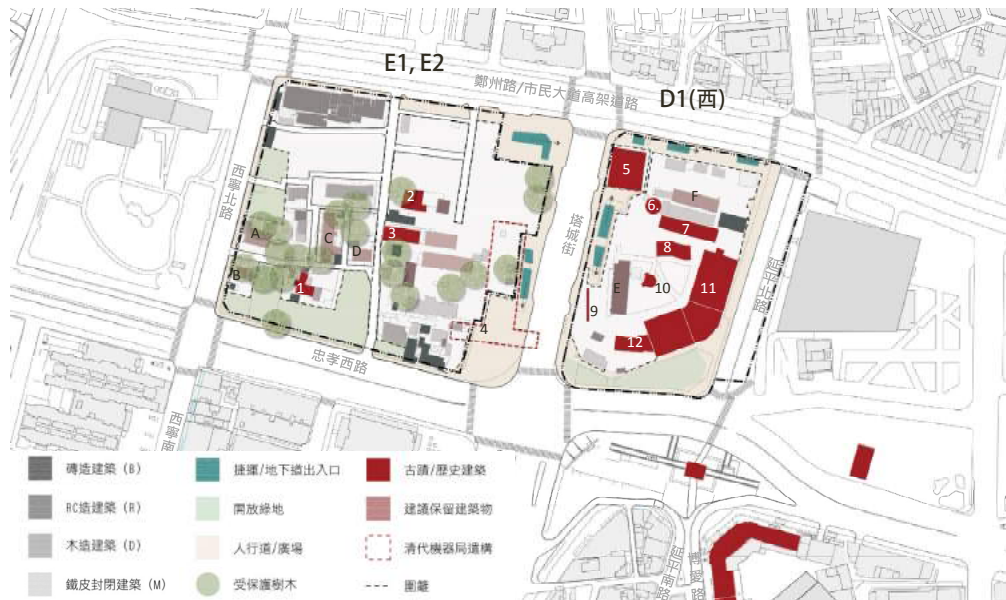 E1, E2
鄭州路/市民大道高架道路
D1(西)
西寧北路
塔城街
延平北路
忠孝西路
西寧南
延平南路
博愛路
1
2
3
4
5
6.
7
8
9
10
11
12
A
B
C
D
E
F
磚造建築 (B)
RC造建築 (R)
木造建築 (D)
鐵皮封閉建築 (M)
捷運/地下道出入口
開放綠地
人行道/廣場
受保護樹木
古蹟/歷史建築
建議保留建築物
清代機器局遺構
圍籬